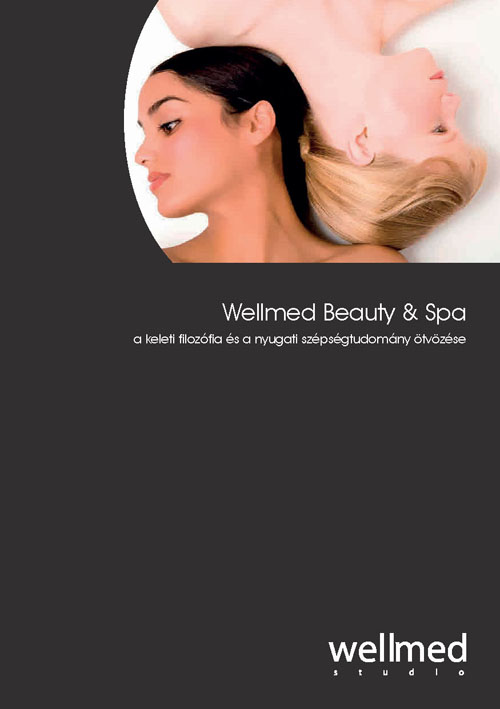 Wellmed Beauty & Spa
a keleti filozófia és a nyugati szépségtudomány ötvözése
wellmed
studio